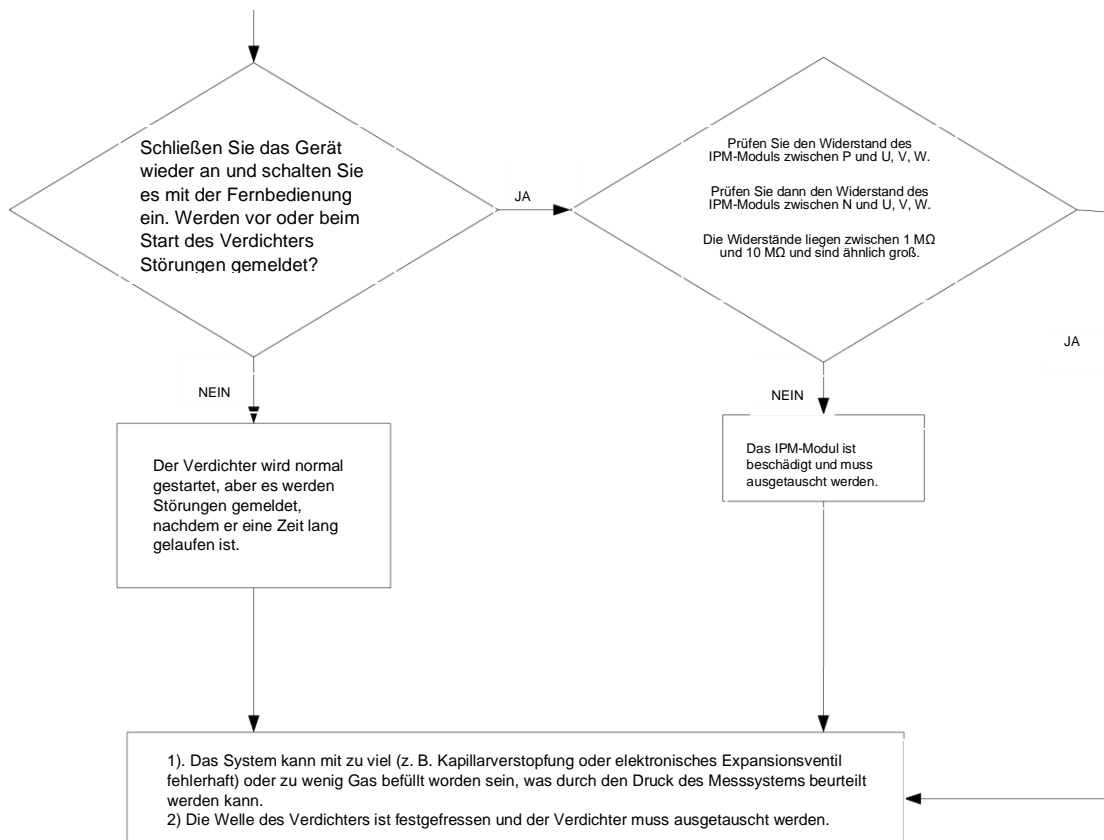 Schließen Sie das Gerät
wieder an und schalten Sie
es mit der Fernbedienung
ein. Werden vor oder beim
Start des Verdichters
Störungen gemeldet?
JA
Prüfen Sie den Widerstand des
IPM-Moduls zwischen P und U, V, W.
Prüfen Sie dann den Widerstand des
IPM-Moduls zwischen N und U, V, W.
Die Widerstände liegen zwischen 1 MΩ
und 10 MΩ und sind ähnlich groß.
JA
NEIN
NEIN
Der Verdichter wird normal
gestartet, aber es werden
Störungen gemeldet,
nachdem er eine Zeit lang
gelaufen ist.
Das IPM-Modul ist
beschädigt und muss
ausgetauscht werden.
1). Das System kann mit zu viel (z. B. Kapillarverstopfung oder elektronisches Expansionsventil
fehlerhaft) oder zu wenig Gas befüllt worden sein, was durch den Druck des Messsystems beurteilt
werden kann.
2) Die Welle des Verdichters ist festgefressen und der Verdichter muss ausgetauscht werden.